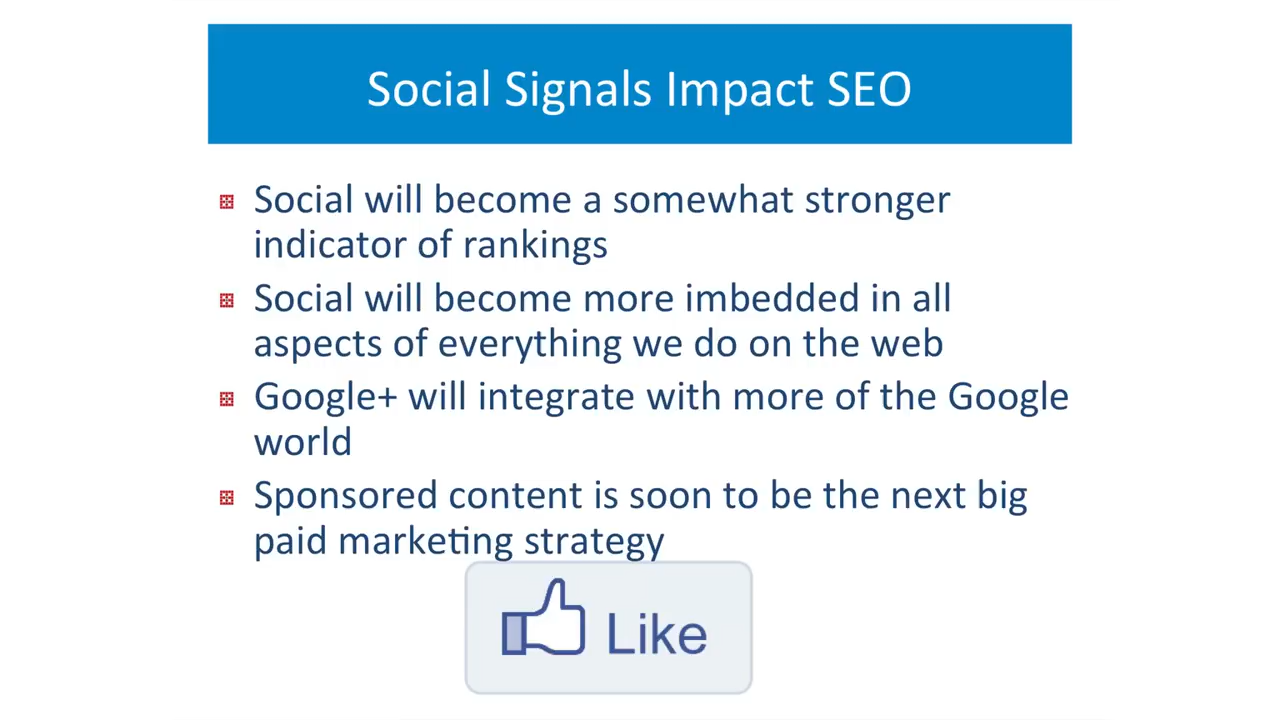 Social Signals Impact SEO
Social will become a somewhat stronger
indicator of rankings
Social will become more imbedded in all
aspects of everything we do on the web
Google+ will integrate with more of the Google
world
Sponsored content is soon to be the next big
paid marketing strategy
Like